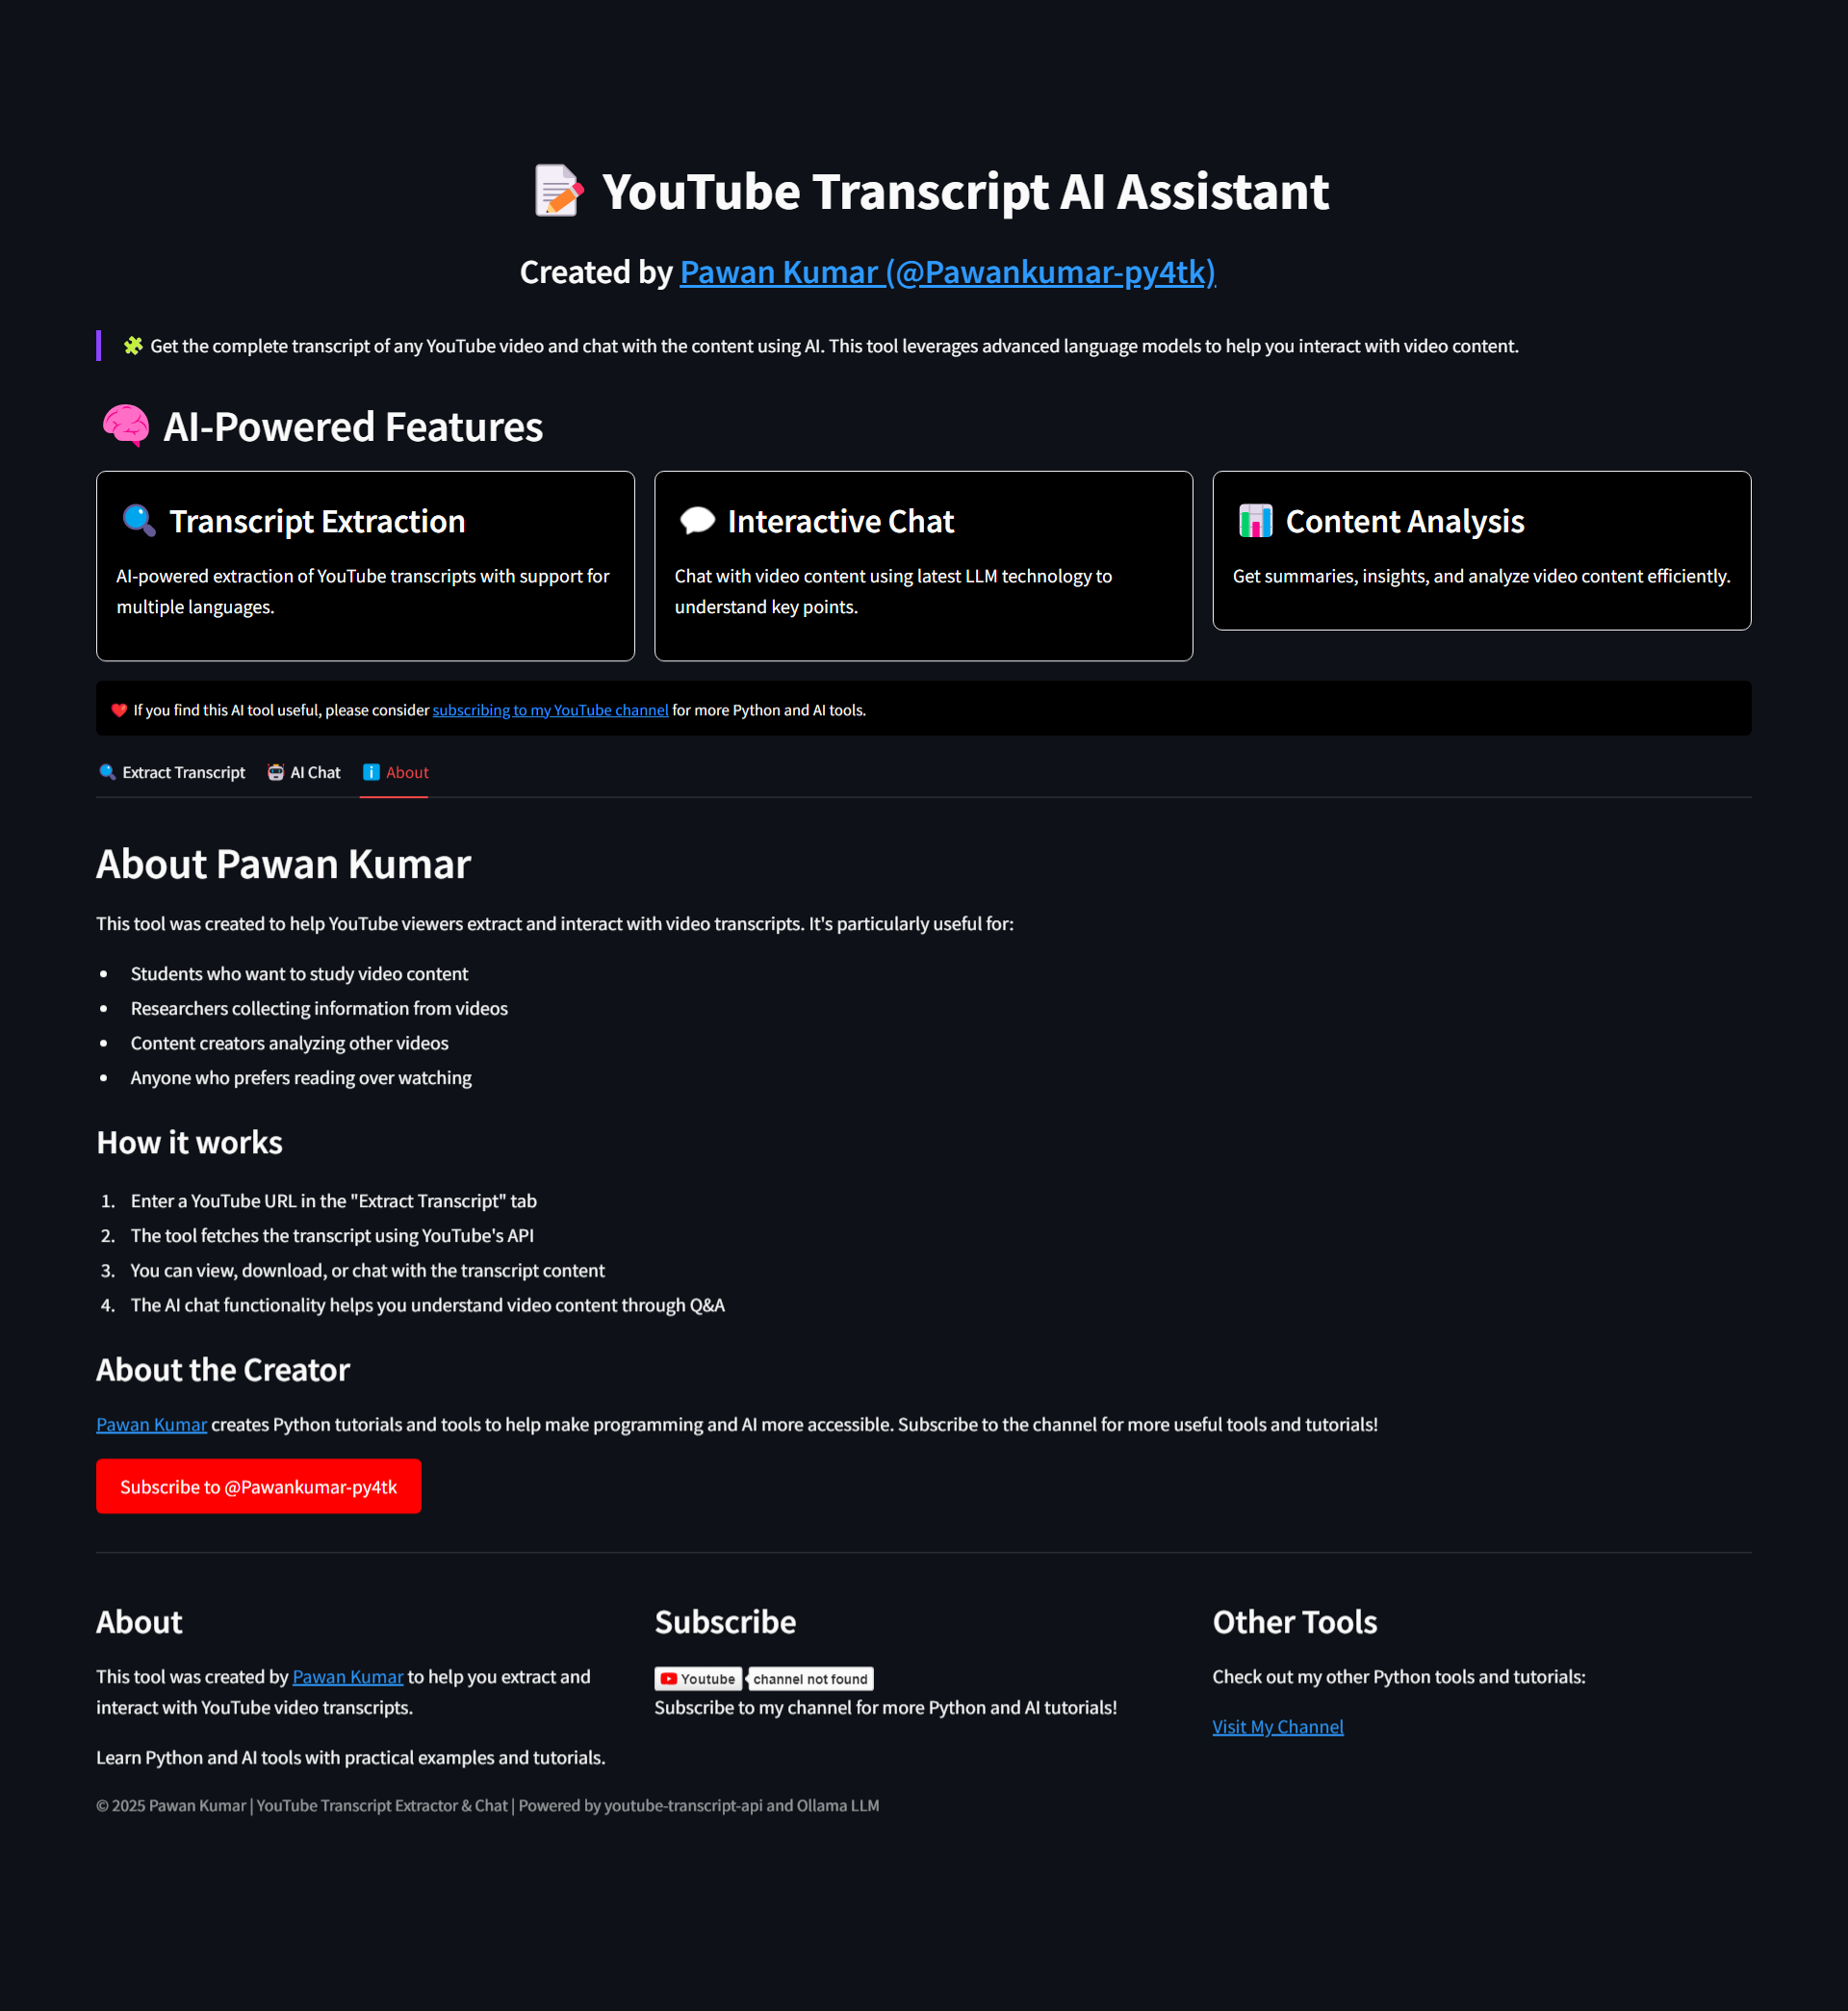 📝 YouTube Transcript AI Assistant
Created by Pawan Kumar (@Pawankumar-py4tk)
🧩 Get the complete transcript of any YouTube video and chat with the content using AI. This tool leverages advanced language models to help you interact with video content.
🧠 AI-Powered Features
🔍 Transcript Extraction
AI-powered extraction of YouTube transcripts with support for
multiple languages.
💬 Interactive Chat
Chat with video content using latest LLM technology to
understand key points.
📊 Content Analysis
Get summaries, insights, and analyze video content efficiently.
❤️ If you find this AI tool useful, please consider subscribing to my YouTube channel for more Python and AI tools.
🔍 Extract Transcript 🤖 AI Chat ℹ️ About
About Pawan Kumar
This tool was created to help YouTube viewers extract and interact with video transcripts. It's particularly useful for:
• Students who want to study video content
• Researchers collecting information from videos
• Content creators analyzing other videos
• Anyone who prefers reading over watching
How it works
1. Enter a YouTube URL in the "Extract Transcript" tab
2. The tool fetches the transcript using YouTube's API
3. You can view, download, or chat with the transcript content
4. The AI chat functionality helps you understand video content through Q&A
About the Creator
Pawan Kumar creates Python tutorials and tools to help make programming and AI more accessible. Subscribe to the channel for more useful tools and tutorials!
Subscribe to @Pawankumar-py4tk
About
This tool was created by Pawan Kumar to help you extract and
interact with YouTube video transcripts.
Learn Python and AI tools with practical examples and tutorials.
Subscribe
Youtube channel not found
Subscribe to my channel for more Python and AI tutorials!
Other Tools
Check out my other Python tools and tutorials:
Visit My Channel
© 2025 Pawan Kumar | YouTube Transcript Extractor & Chat | Powered by youtube-transcript-api and Ollama LLM